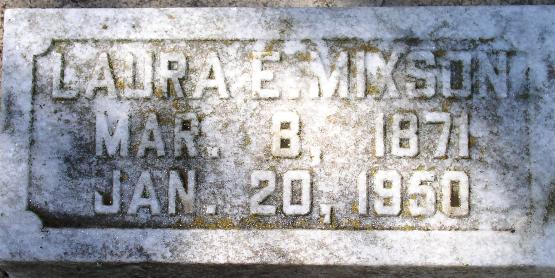 LAURA E. MIXSON
MAR. 8, 1871
JAN. 20, 1950